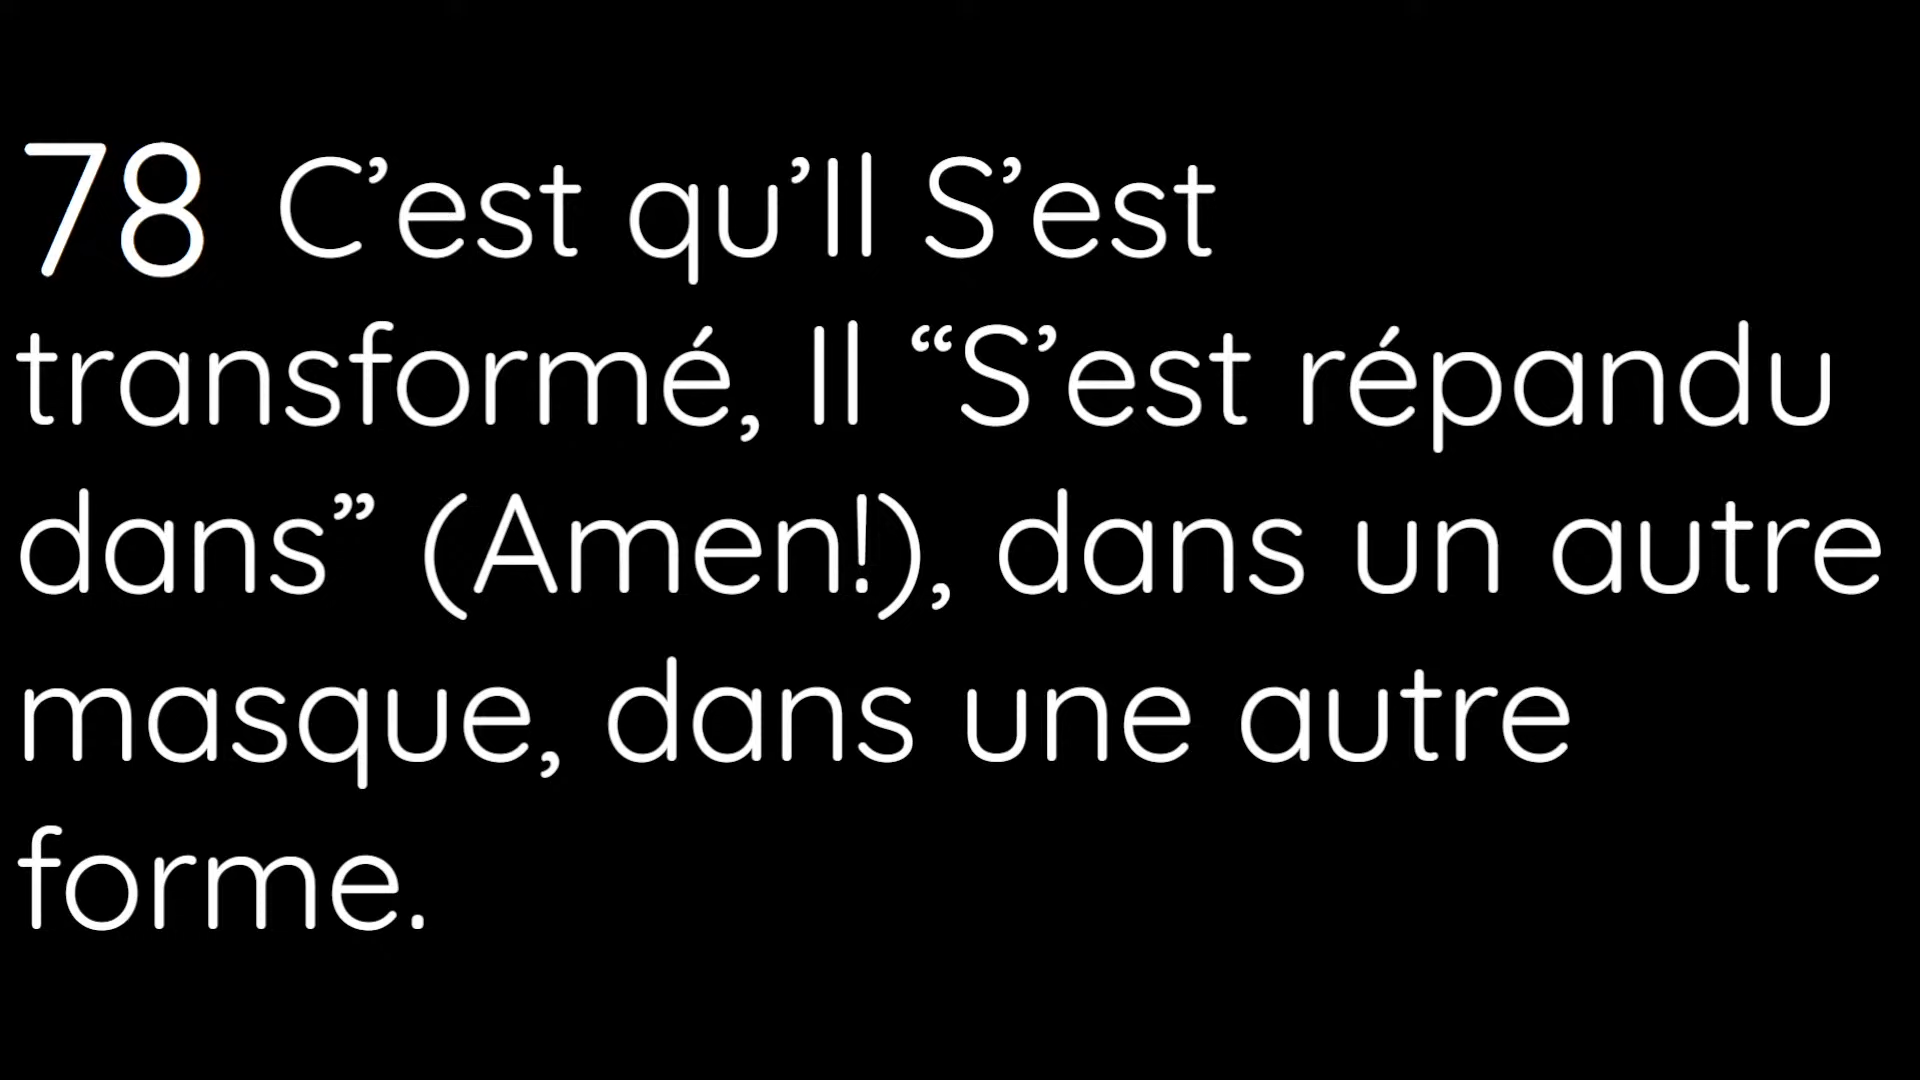 78 C’est qu’Il S’est
transformé, Il “S’est répandu
dans” (Amen!), dans un autre
masque, dans une autre
forme.